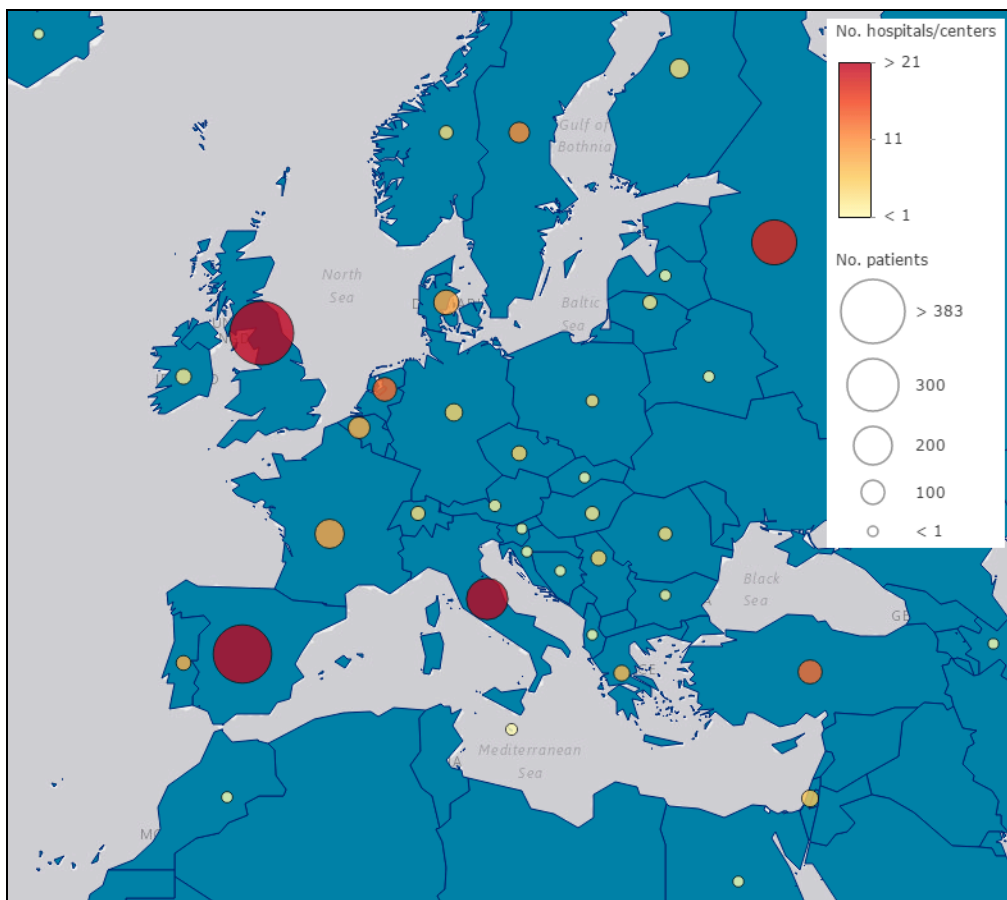 No. hospitals/centers
> 21
11
< 1
No. patients
> 383
300
200
100
< 1
Gulf of
Bothnia
North
Sea
Baltic
Sea
Black
Sea
GE
Mediterranean
Sea